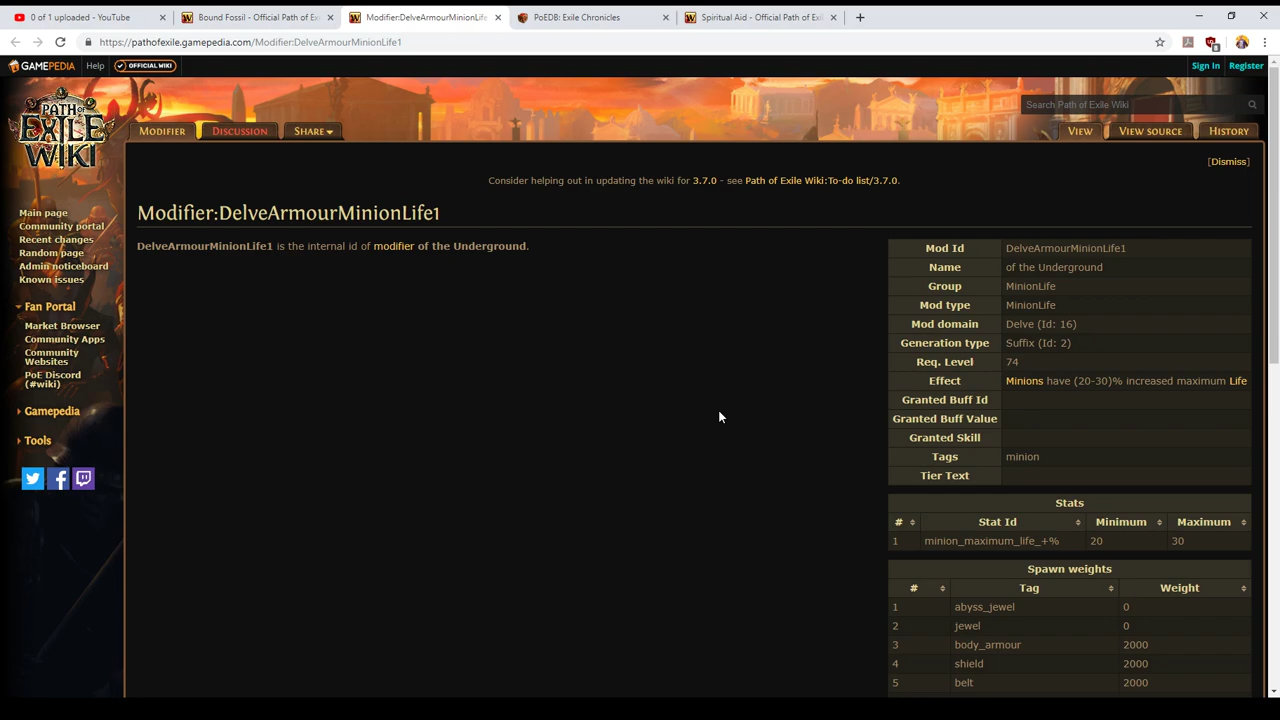 0 of 1 uploaded - YouTube
Bound Fossil - Official Path of Ex
Modifier:DelveArmourMinionLife
PoEDB: Exile Chronicles
Spiritual Aid - Official Path of Exil
https://pathofexile.gamepedia.com/Modifier:DelveArmourMinionLife1
GAMEPEDIA
Help
OFFICIAL WIKI
Sign In
Register
PATH OF EXILE WIKI
Search Path of Exile Wiki
MODIFIER
DISCUSSION
SHARE
VIEW
VIEW SOURCE
HISTORY
[Dismiss]
Consider helping out in updating the wiki for 3.7.0 - see Path of Exile Wiki:To-do list/3.7.0.
Modifier:DelveArmourMinionLife1
DelveArmourMinionLife1 is the internal id of modifier of the Underground.
Main page
Community portal
Recent changes
Random page
Admin noticeboard
Known issues
Fan Portal
Market Browser
Community Apps
Community
Websites
PoE Discord
(#wiki)
Gamepedia
Tools
Mod Id DelveArmourMinionLife1
Name of the Underground
Group MinionLife
Mod type MinionLife
Mod domain Delve (Id: 16)
Generation type Suffix (Id: 2)
Req. Level 74
Effect Minions have (20-30)% increased maximum Life
Granted Buff Id
Granted Buff Value
Granted Skill
Tags minion
Tier Text
Stats
# Stat Id Minimum Maximum
1 minion_maximum_life_+% 20 30
Spawn weights
# Tag Weight
1 abyss_jewel 0
2 jewel 0
3 body_armour 2000
4 shield 2000
5 belt 2000